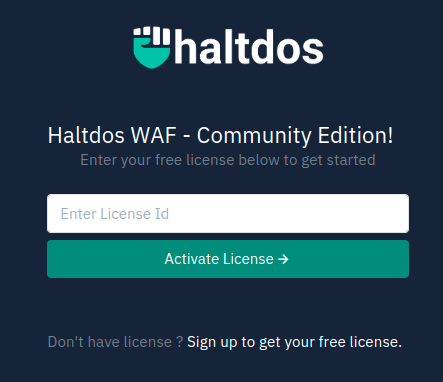 haltdos
Haltdos WAF - Community Edition!
Enter your free license below to get started
Enter License Id
Activate License →
Don't have license ? Sign up to get your free license.